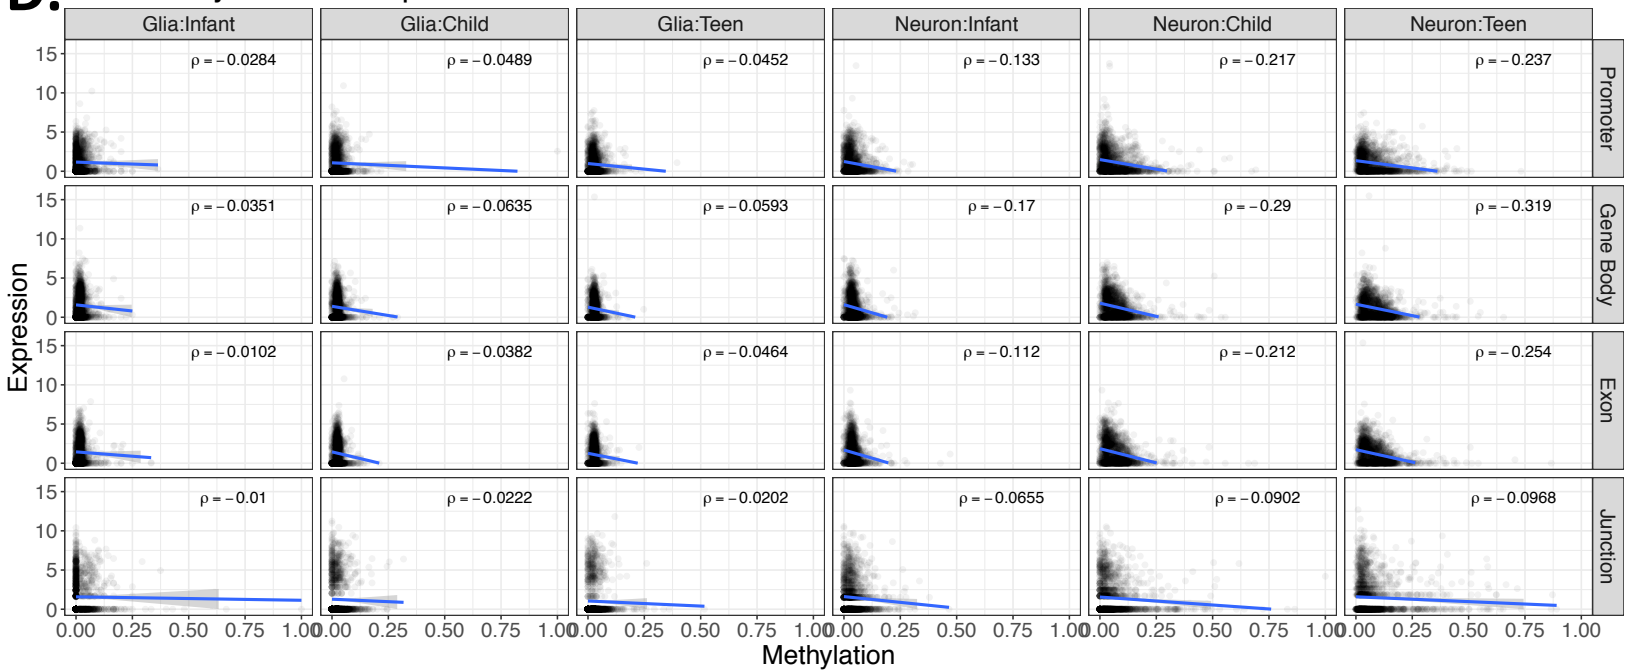 D.
Glia:Infant Glia:Child Glia:Teen Neuron:Infant Neuron:Child Neuron:Teen
15 ρ = −0.0284 ρ = −0.0489 ρ = −0.0452 ρ = −0.133 ρ = −0.217 ρ = −0.237
10
5
0
Promoter
15 ρ = −0.0351 ρ = −0.0635 ρ = −0.0593 ρ = −0.17 ρ = −0.29 ρ = −0.319
10
5
0
Gene Body
Expression
15 ρ = −0.0102 ρ = −0.0382 ρ = −0.0464 ρ = −0.112 ρ = −0.212 ρ = −0.254
10
5
0
Exon
15 ρ = −0.01 ρ = −0.0222 ρ = −0.0202 ρ = −0.0655 ρ = −0.0902 ρ = −0.0968
10
5
0
Junction
0.00 0.25 0.50 0.75 1.00 0.00 0.25 0.50 0.75 1.00 0.00 0.25 0.50 0.75 1.00 0.00 0.25 0.50 0.75 1.00 0.00 0.25 0.50 0.75 1.00 0.00 0.25 0.50 0.75 1.00
Methylation